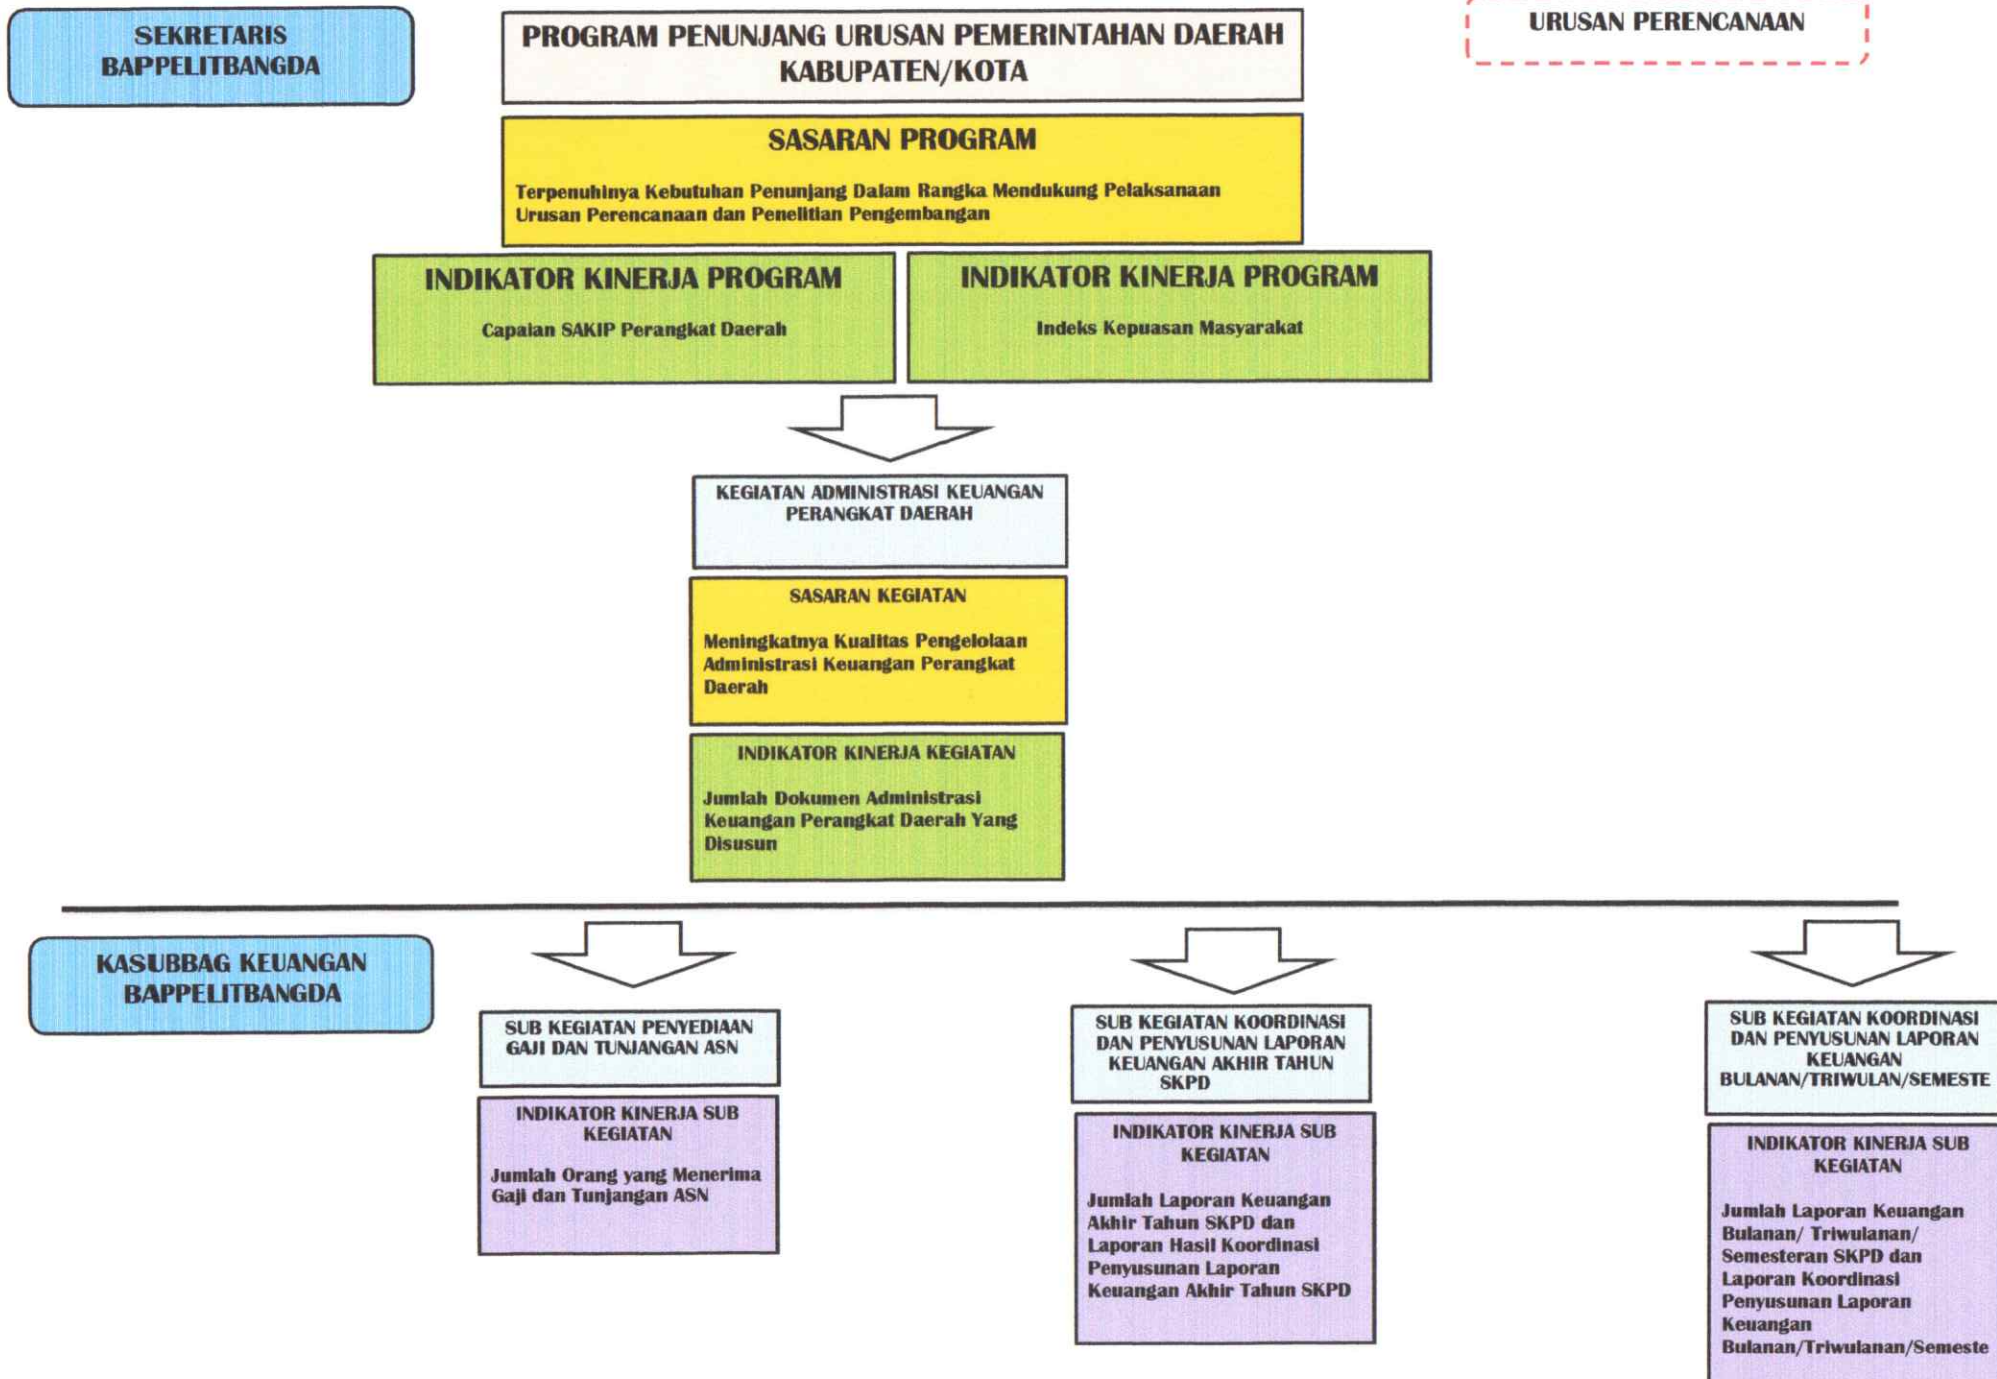 SEKRETARIS
BAPPELITBANGDA
PROGRAM PENUNJANG URUSAN PEMERINTAHAN DAERAH
KABUPATEN/KOTA
URUSAN PERENCANAAN
SASARAN PROGRAM
Terpenuhinya Kebutuhan Penunjang Dalam Rangka Mendukung Pelaksanaan
Urusan Perencanaan dan Penelitian Pengembangan
INDIKATOR KINERJA PROGRAM
Capaian SAKIP Perangkat Daerah
INDIKATOR KINERJA PROGRAM
Indeks Kepuasan Masyarakat
KEGIATAN ADMINISTRASI KEUANGAN
PERANGKAT DAERAH
SASARAN KEGIATAN
Meningkatnya Kualitas Pengelolaan
Administrasi Keuangan Perangkat
Daerah
INDIKATOR KINERJA KEGIATAN
Jumlah Dokumen Administrasi
Keuangan Perangkat Daerah Yang
Disusun
KASUBBAG KEUANGAN
BAPPELITBANGDA
SUB KEGIATAN PENYEDIAAN
GAJI DAN TUNJANGAN ASN
INDIKATOR KINERJA SUB
KEGIATAN
Jumlah Orang yang Menerima
Gaji dan Tunjangan ASN
SUB KEGIATAN KOORDINASI
DAN PENYUSUNAN LAPORAN
KEUANGAN AKHIR TAHUN
SKPD
INDIKATOR KINERJA SUB
KEGIATAN
Jumlah Laporan Keuangan
Akhir Tahun SKPD dan
Laporan Hasil Koordinasi
Penyusunan Laporan
Keuangan Akhir Tahun SKPD
SUB KEGIATAN KOORDINASI
DAN PENYUSUNAN LAPORAN
KEUANGAN
BULANAN/TRIWULAN/SEMESTE
INDIKATOR KINERJA SUB
KEGIATAN
Jumlah Laporan Keuangan
Bulanan/ Triwulanan/
Semesteran SKPD dan
Laporan Koordinasi
Penyusunan Laporan
Keuangan
Bulanan/Triwulanan/Semeste